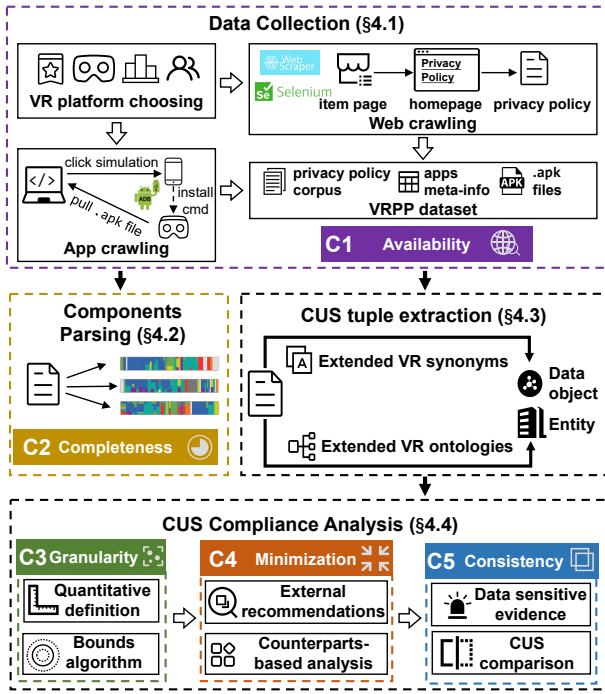 Data Collection (§4.1)
VR platform choosing
Web
Scraper
Se Selenium
Privacy
Policy
item page
homepage
privacy policy
Web crawling
click simulation
</>
ADB
install
cmd
pull .apk file
App crawling
privacy policy
corpus
apps
meta-info
APK
.apk
files
VRPP dataset
C1 Availability
Components
Parsing (§4.2)
C2 Completeness
CUS tuple extraction (§4.3)
A
Extended VR synonyms
Data
object
Entity
Extended VR ontologies
CUS Compliance Analysis (§4.4)
C3 Granularity
Quantitative
definition
Bounds
algorithm
C4 Minimization
External
recommendations
Counterparts-
based analysis
C5 Consistency
Data sensitive
evidence
CUS
comparison